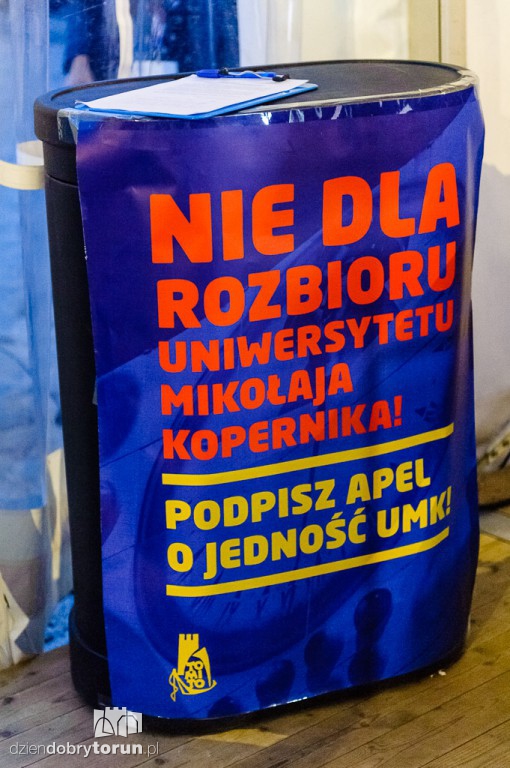 NIE DLA
ROZBIORU
UNIWERSYTETU
MIKOŁAJA
KOPERNIKA!
PODPISZ APEL
O JEDNOŚĆ UMK!
dziendobrytorun.pl